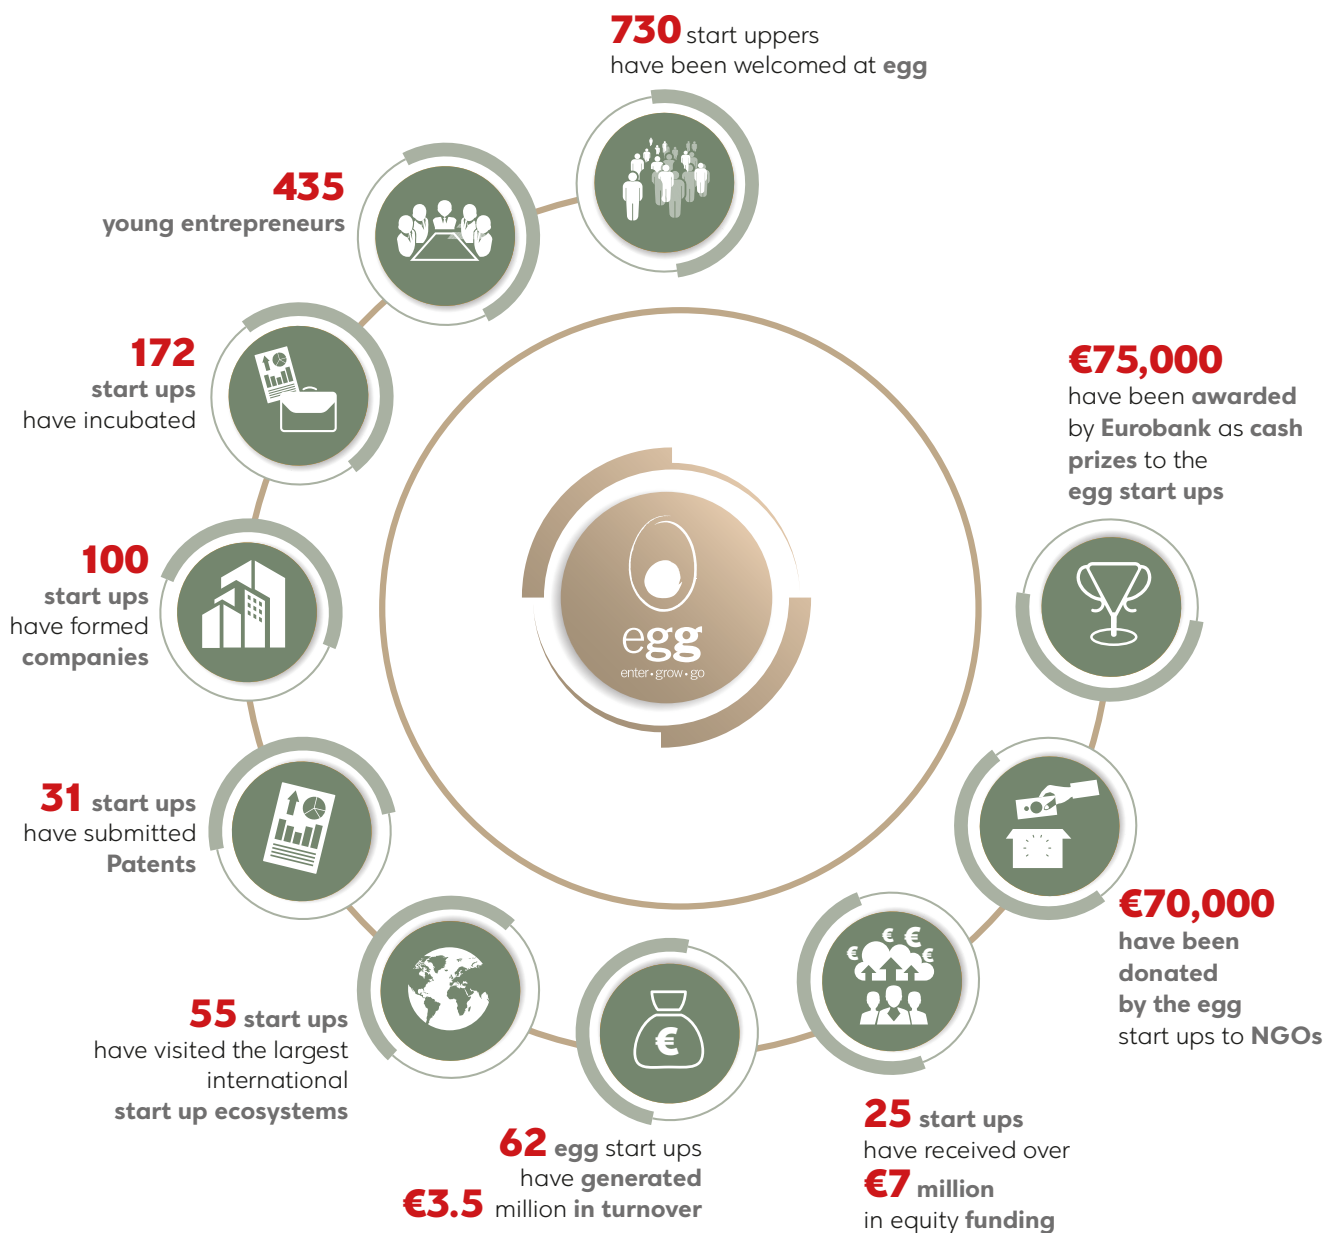 730 start uppers
have been welcomed at egg
435
young entrepreneurs
172
start ups
have incubated
100
start ups
have formed
companies
31 start ups
have submitted
Patents
55 start ups
have visited the largest
international
start up ecosystems
62 egg start ups
have generated
€3.5 million in turnover
25 start ups
have received over
€7 million
in equity funding
€70,000
have been
donated
by the egg
start ups to NGOs
€75,000
have been awarded
by Eurobank as cash
prizes to the
egg start ups
egg
enter·grow·go
€
€
€
€
€